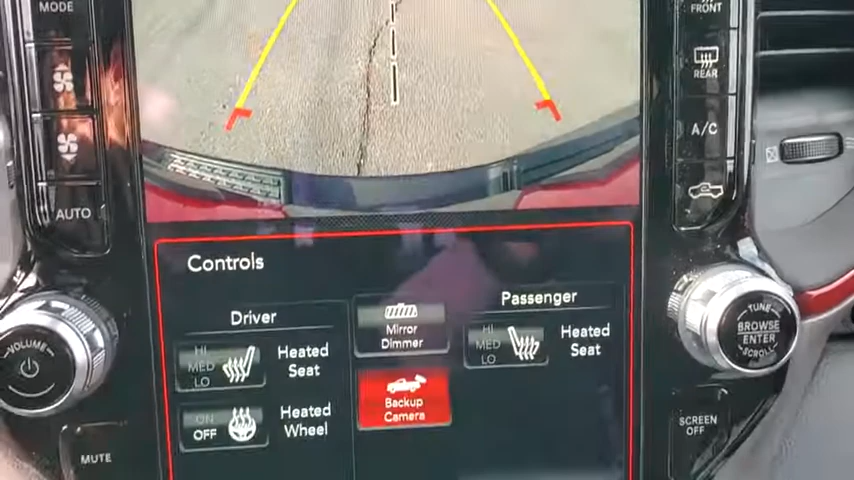 MODE
FRONT
REAR
A/C
AUTO
Controls
Driver
Passenger
HI
MED
LO
Heated
Seat
Mirror
Dimmer
HI
MED
LO
Heated
Seat
Backup
Camera
ON
OFF
Heated
Wheel
VOLUME
MUTE
TUNE
BROWSE
ENTER
SCROLL
SCREEN
OFF